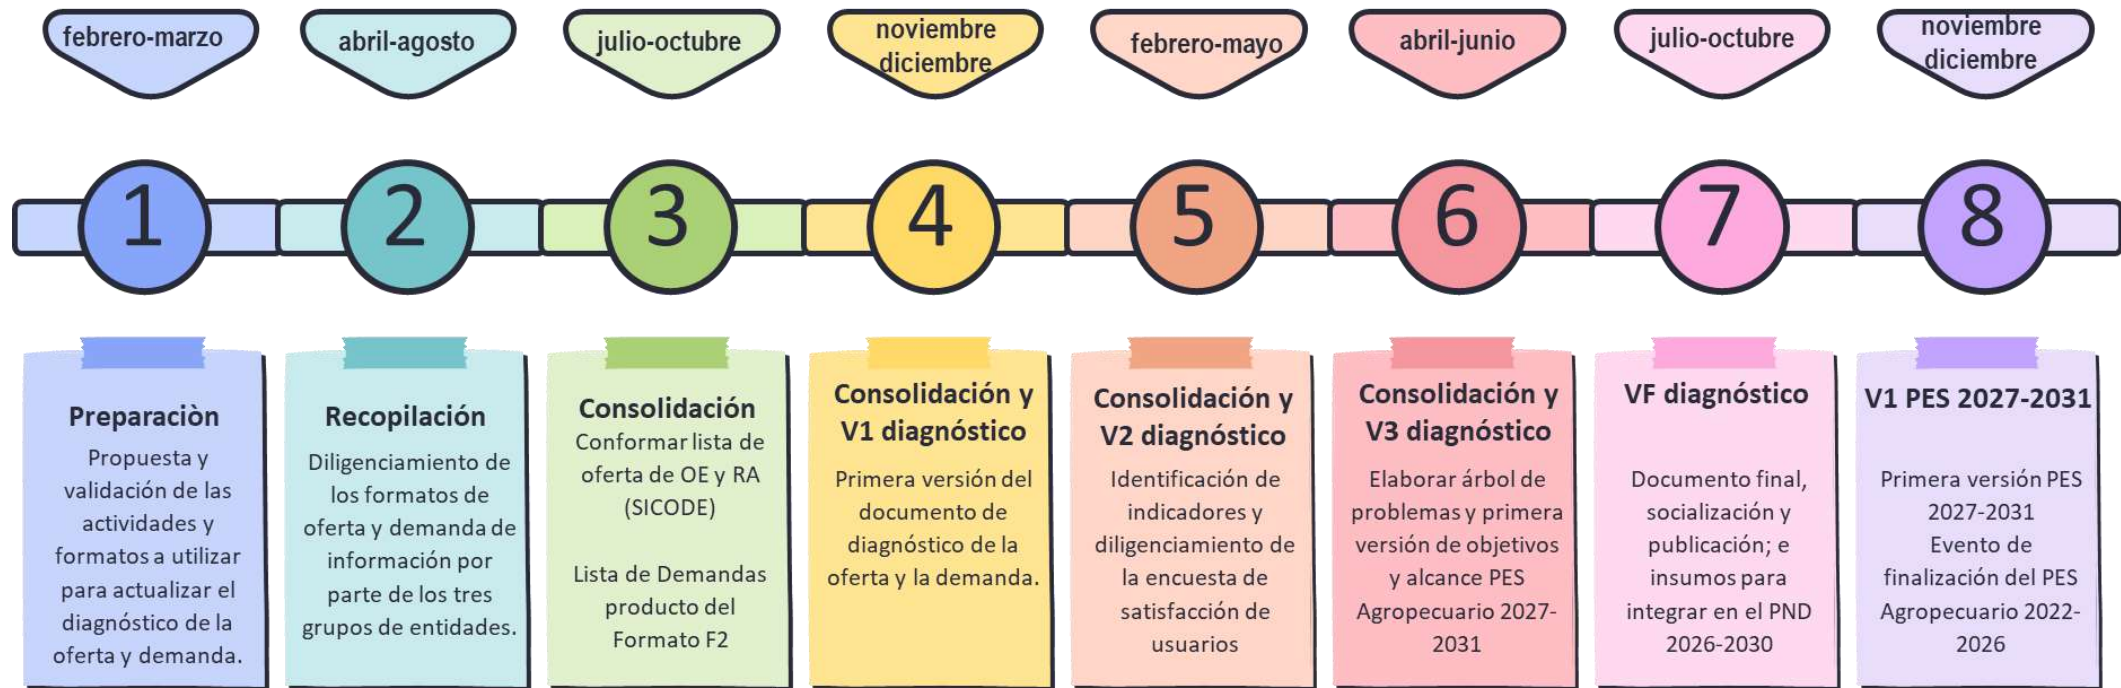 febrero-marzo
abril-agosto
julio-octubre
noviembre
diciembre
febrero-mayo
abril-junio
julio-octubre
noviembre
diciembre
1
2
3
4
5
6
7
8
Preparaciòn
Propuesta y
validación de las
actividades y
formatos a utilizar
para actualizar el
diagnóstico de la
oferta y demanda.
Recopilación
Diligenciamiento de
los formatos de
oferta y demanda de
información por
parte de los tres
grupos de entidades.
Consolidación
Conformar lista de
oferta de OE y RA
(SICODE)
Lista de Demandas
producto del
Formato F2
Consolidación y
V1 diagnóstico
Primera versión del
documento de
diagnóstico de la
oferta y la demanda.
Consolidación y
V2 diagnóstico
Identificación de
indicadores y
diligenciamiento de
la encuesta de
satisfacción de
usuarios
Consolidación y
V3 diagnóstico
Elaborar árbol de
problemas y primera
versión de objetivos
y alcance PES
Agropecuario 2027-
2031
VF diagnóstico
Documento final,
socialización y
publicación; e
insumos para
integrar en el PND
2026-2030
V1 PES 2027-2031
Primera versión PES
2027-2031
Evento de
finalización del PES
Agropecuario 2022-
2026